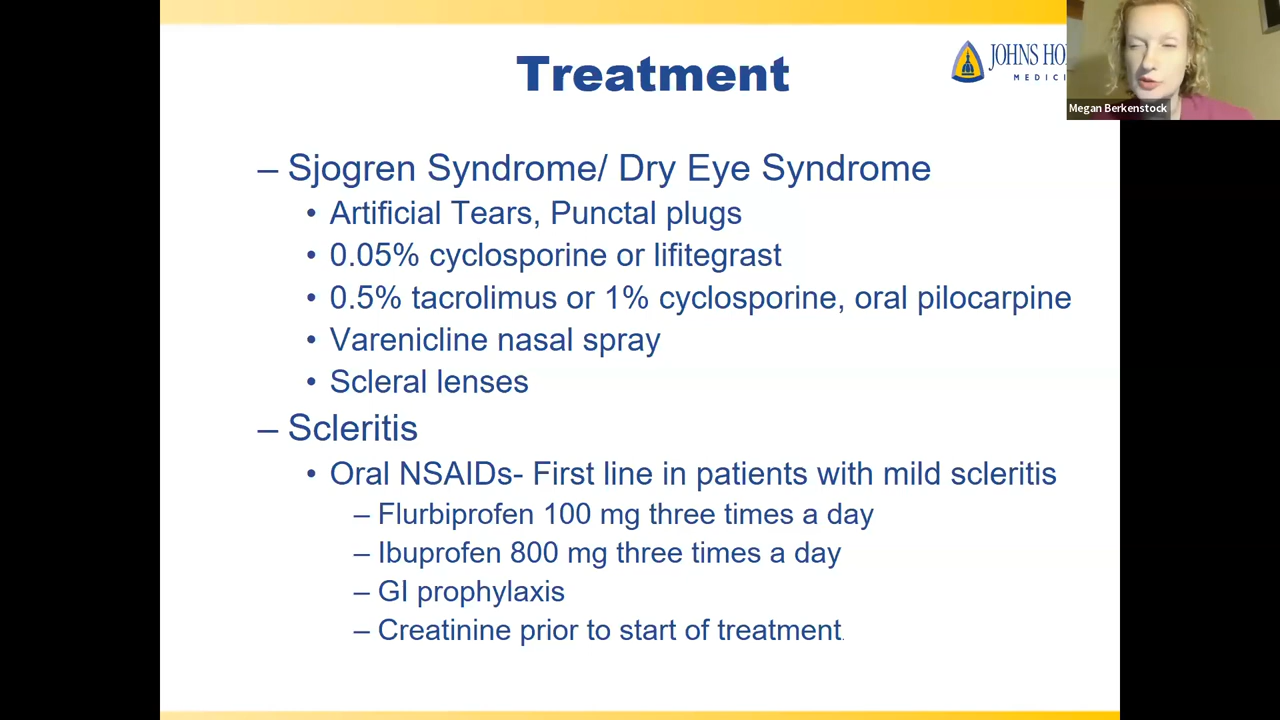 Treatment
JOHNS
MEDICI
Megan Berkenstock
– Sjogren Syndrome/ Dry Eye Syndrome
• Artificial Tears, Punctal plugs
• 0.05% cyclosporine or lifitegrast
• 0.5% tacrolimus or 1% cyclosporine, oral pilocarpine
• Varenicline nasal spray
• Scleral lenses
– Scleritis
• Oral NSAIDs- First line in patients with mild scleritis
– Flurbiprofen 100 mg three times a day
– Ibuprofen 800 mg three times a day
– GI prophylaxis
– Creatinine prior to start of treatment.